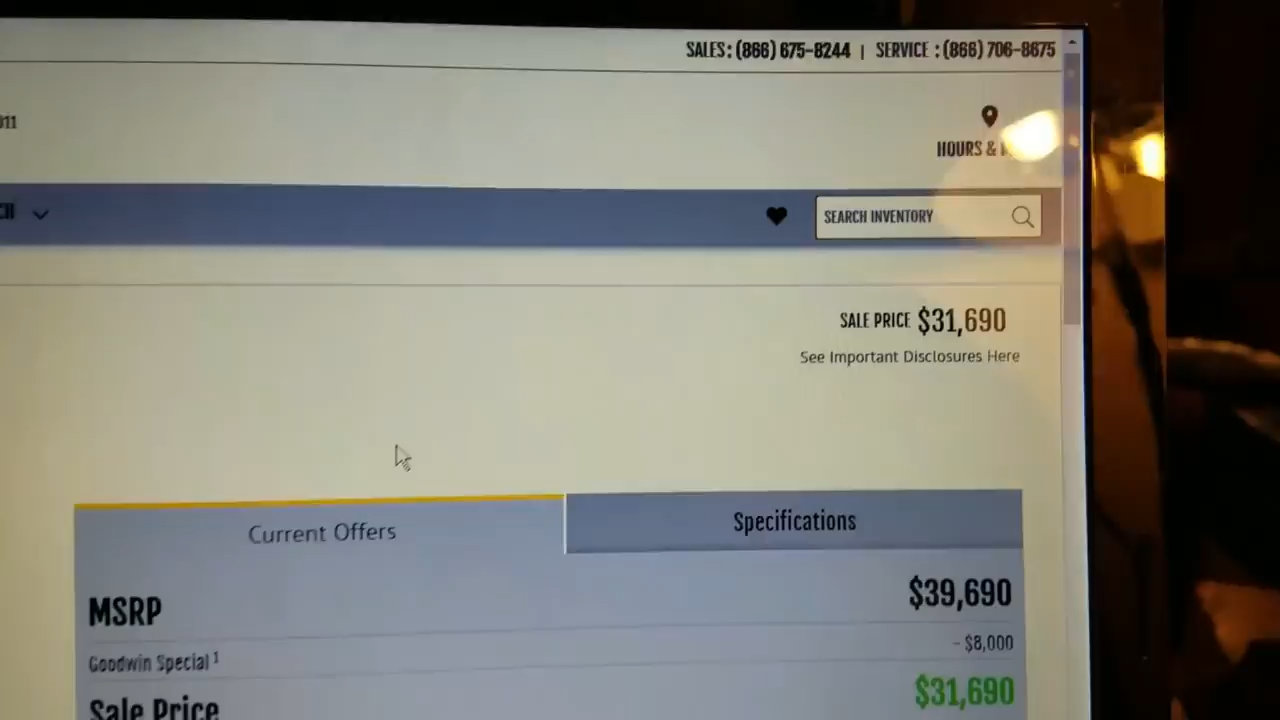 SALES: (866) 675-8244 | SERVICE : (866) 706-8675
HOURS &
SEARCH INVENTORY
SALE PRICE $31,690
See Important Disclosures Here
Current Offers
Specifications
MSRP $39,690
Goodwin Special 1 - $8,000
Sale Price $31,690